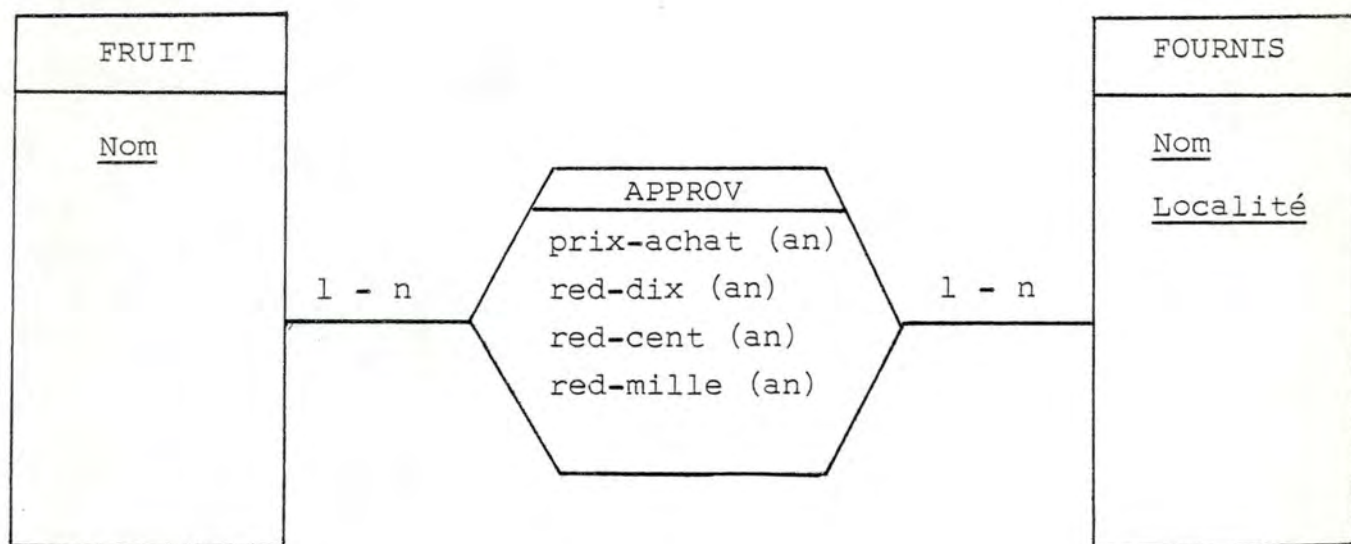 FRUIT
Nom
APPROV
prix-achat (an)
red-dix (an)
red-cent (an)
red-mille (an)
1 - n
1 - n
FOURNIS
Nom
Localité